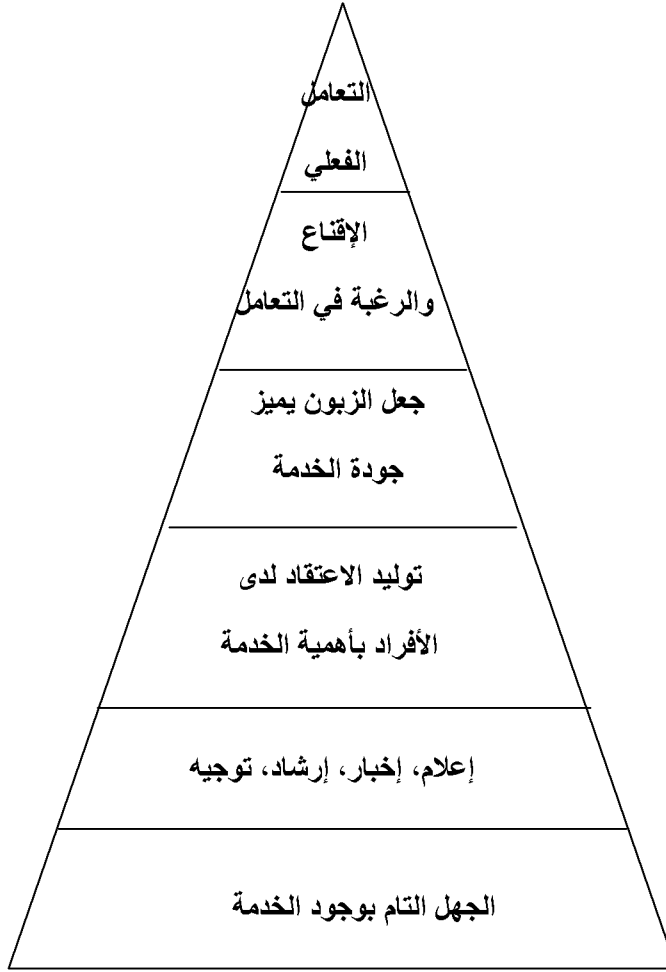 التعامل
الفعلي
الإقناع
والرغبة في التعامل
جعل الزبون يميز
جودة الخدمة
توليد الاعتقاد لدى
الأفراد بأهمية الخدمة
إعلام، إخبار، إرشاد، توجيه
الجهل التام بوجود الخدمة